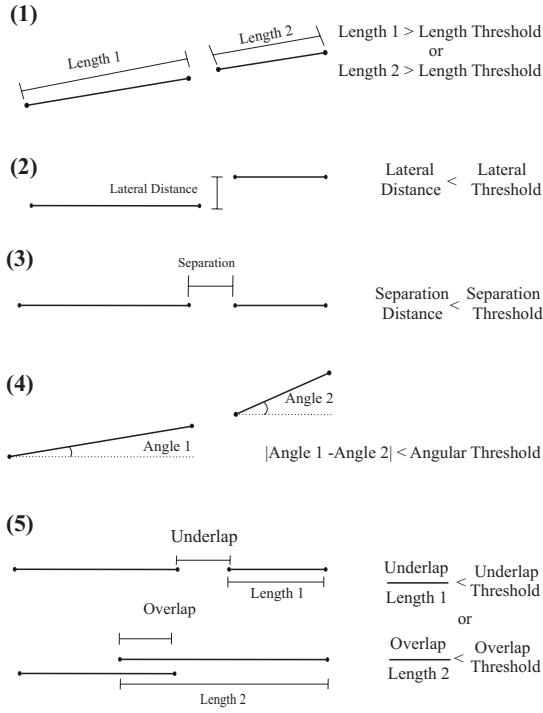 (1)
Length 1
Length 2
Length 1 > Length Threshold
or
Length 2 > Length Threshold
(2)
Lateral Distance
Lateral Distance < Lateral Threshold
(3)
Separation
Separation Distance < Separation Threshold
(4)
Angle 1
Angle 2
|Angle 1 -Angle 2| < Angular Threshold
(5)
Underlap
Length 1
Underlap
Length 1
< Underlap Threshold
or
Overlap
Length 2
Overlap
Length 2
< Overlap Threshold